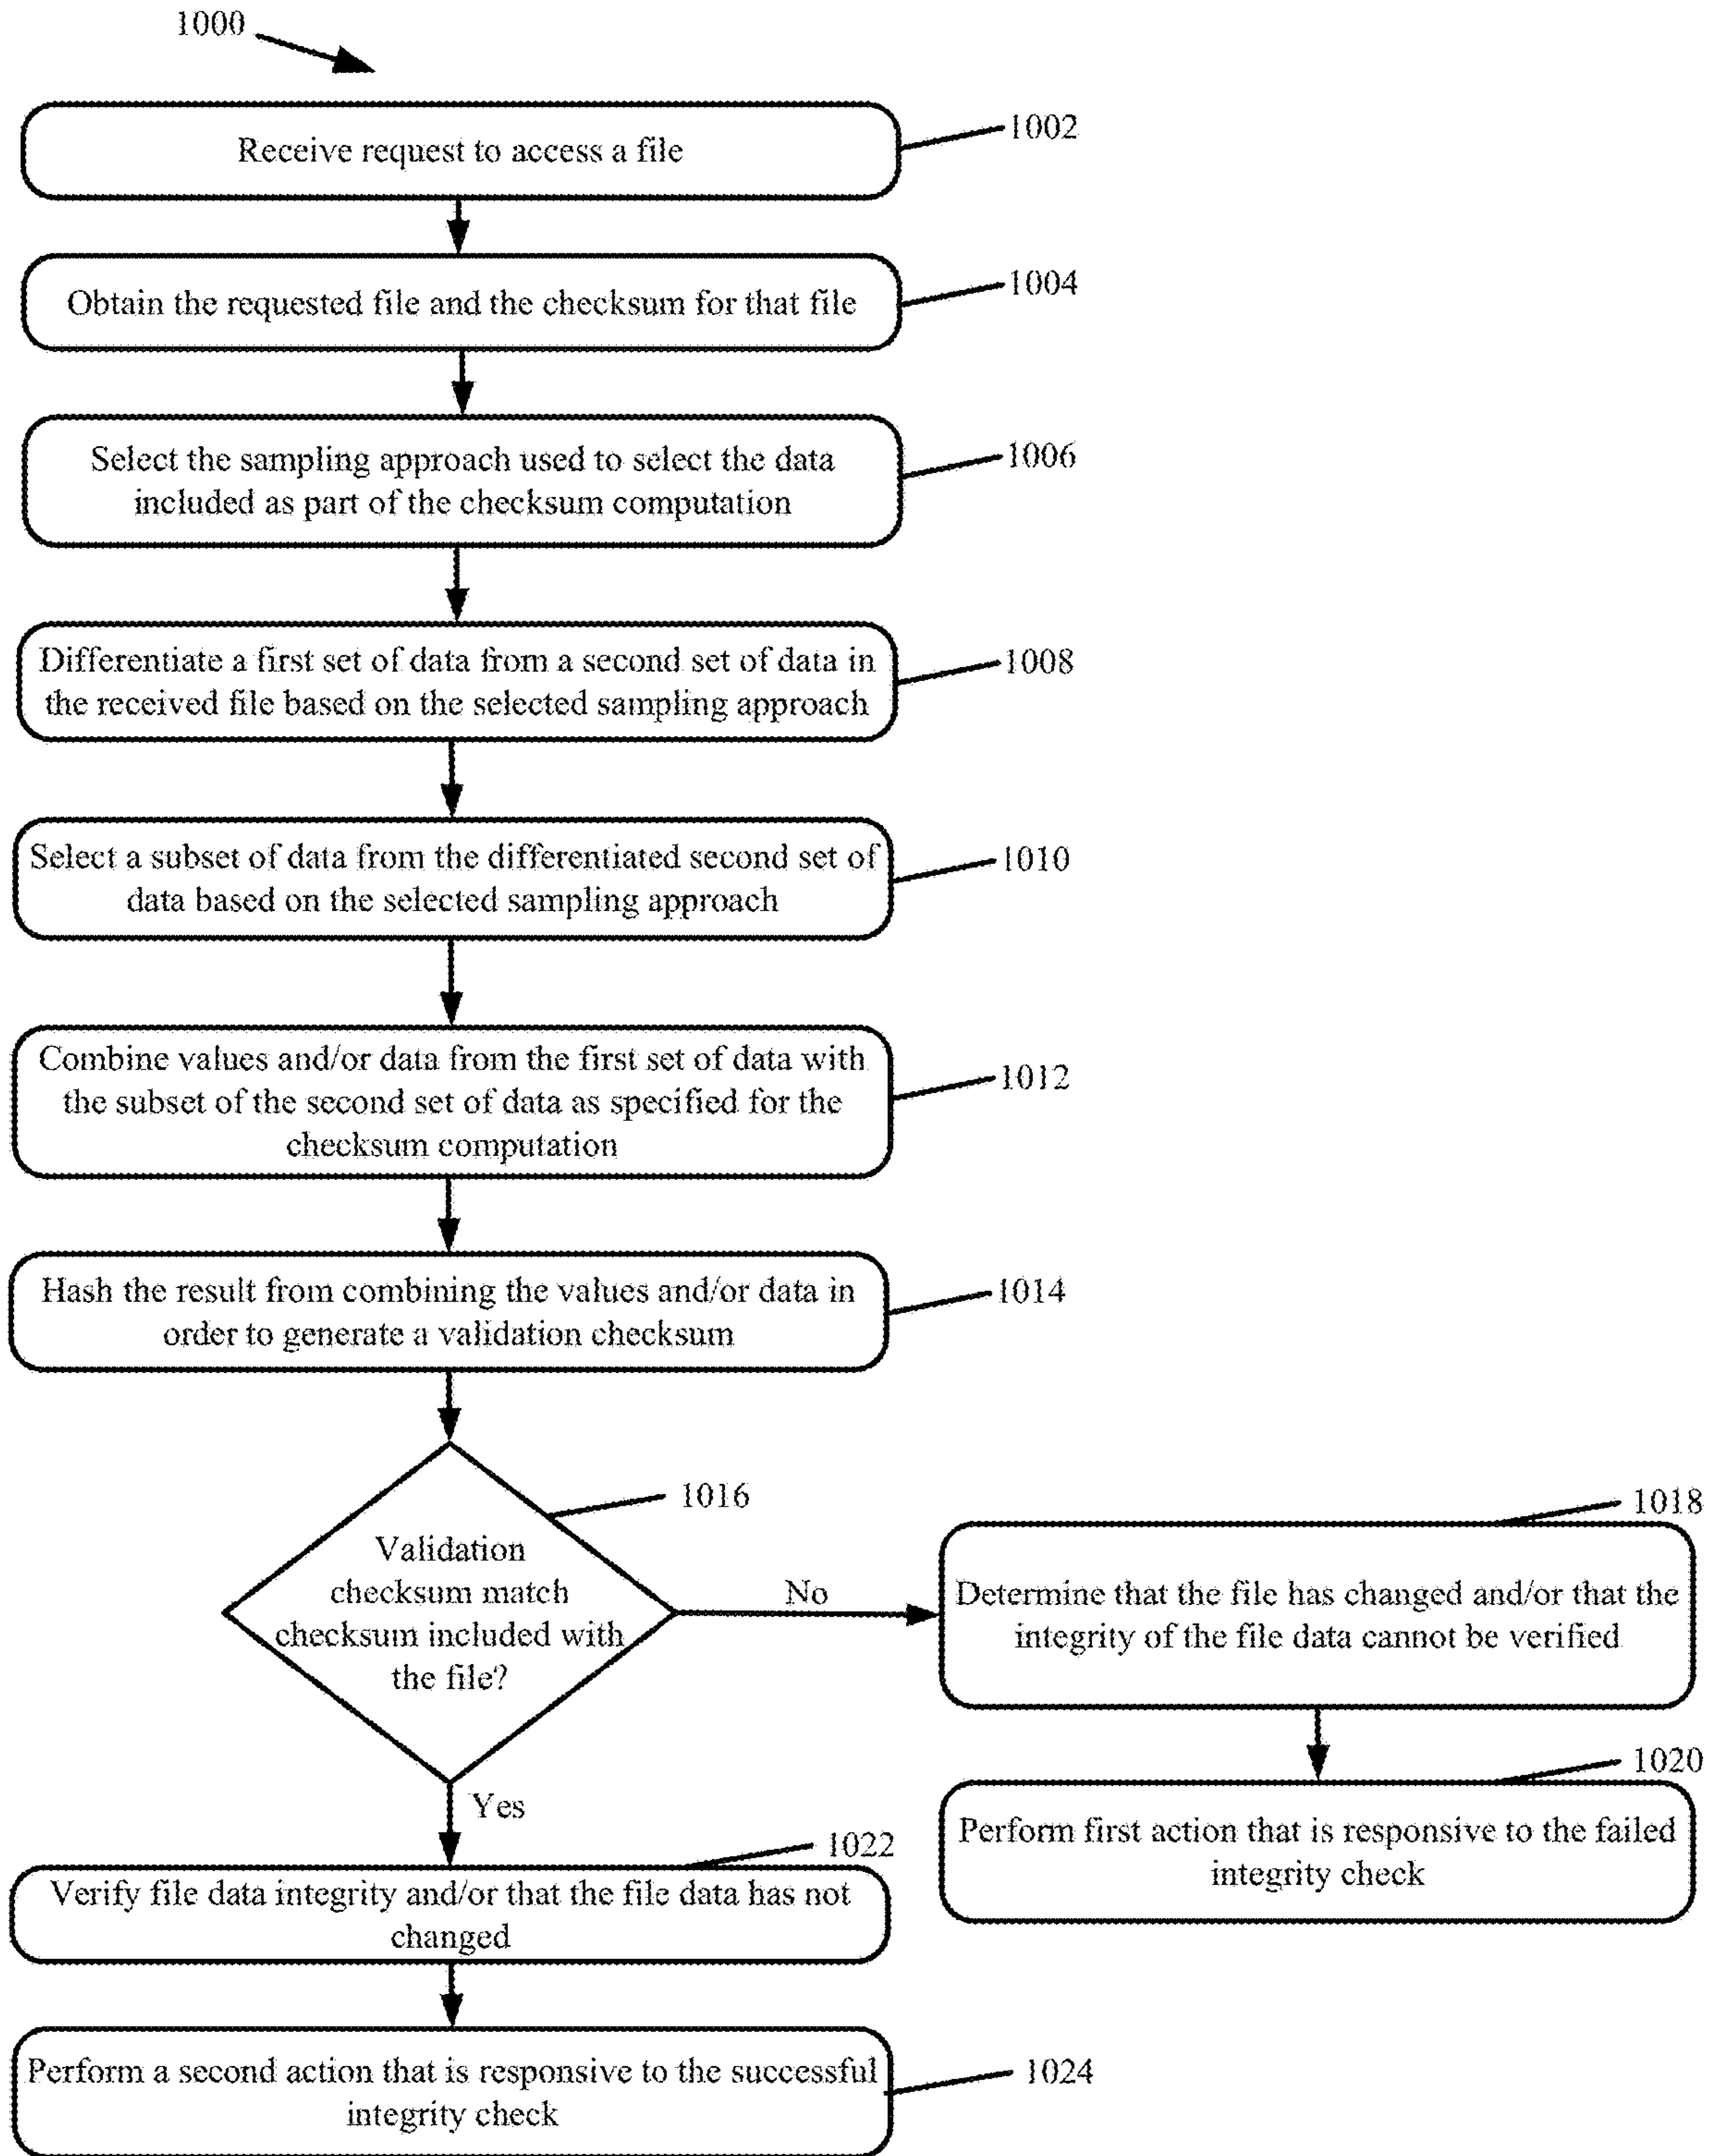 1000
Receive request to access a file
1002
Obtain the requested file and the checksum for that file
1004
Select the sampling approach used to select the data
included as part of the checksum computation
1006
Differentiate a first set of data from a second set of data in
the received file based on the selected sampling approach
1008
Select a subset of data from the differentiated second set of
data based on the selected sampling approach
1010
Combine values and/or data from the first set of data with
the subset of the second set of data as specified for the
checksum computation
1012
Hash the result from combining the values and/or data in
order to generate a validation checksum
1014
Validation
checksum match
checksum included with
the file?
1016
No
1018
Determine that the file has changed and/or that the
integrity of the file data cannot be verified
1020
Perform first action that is responsive to the failed
integrity check
Yes
1022
Verify file data integrity and/or that the file data has not
changed
Perform a second action that is responsive to the successful
integrity check
1024